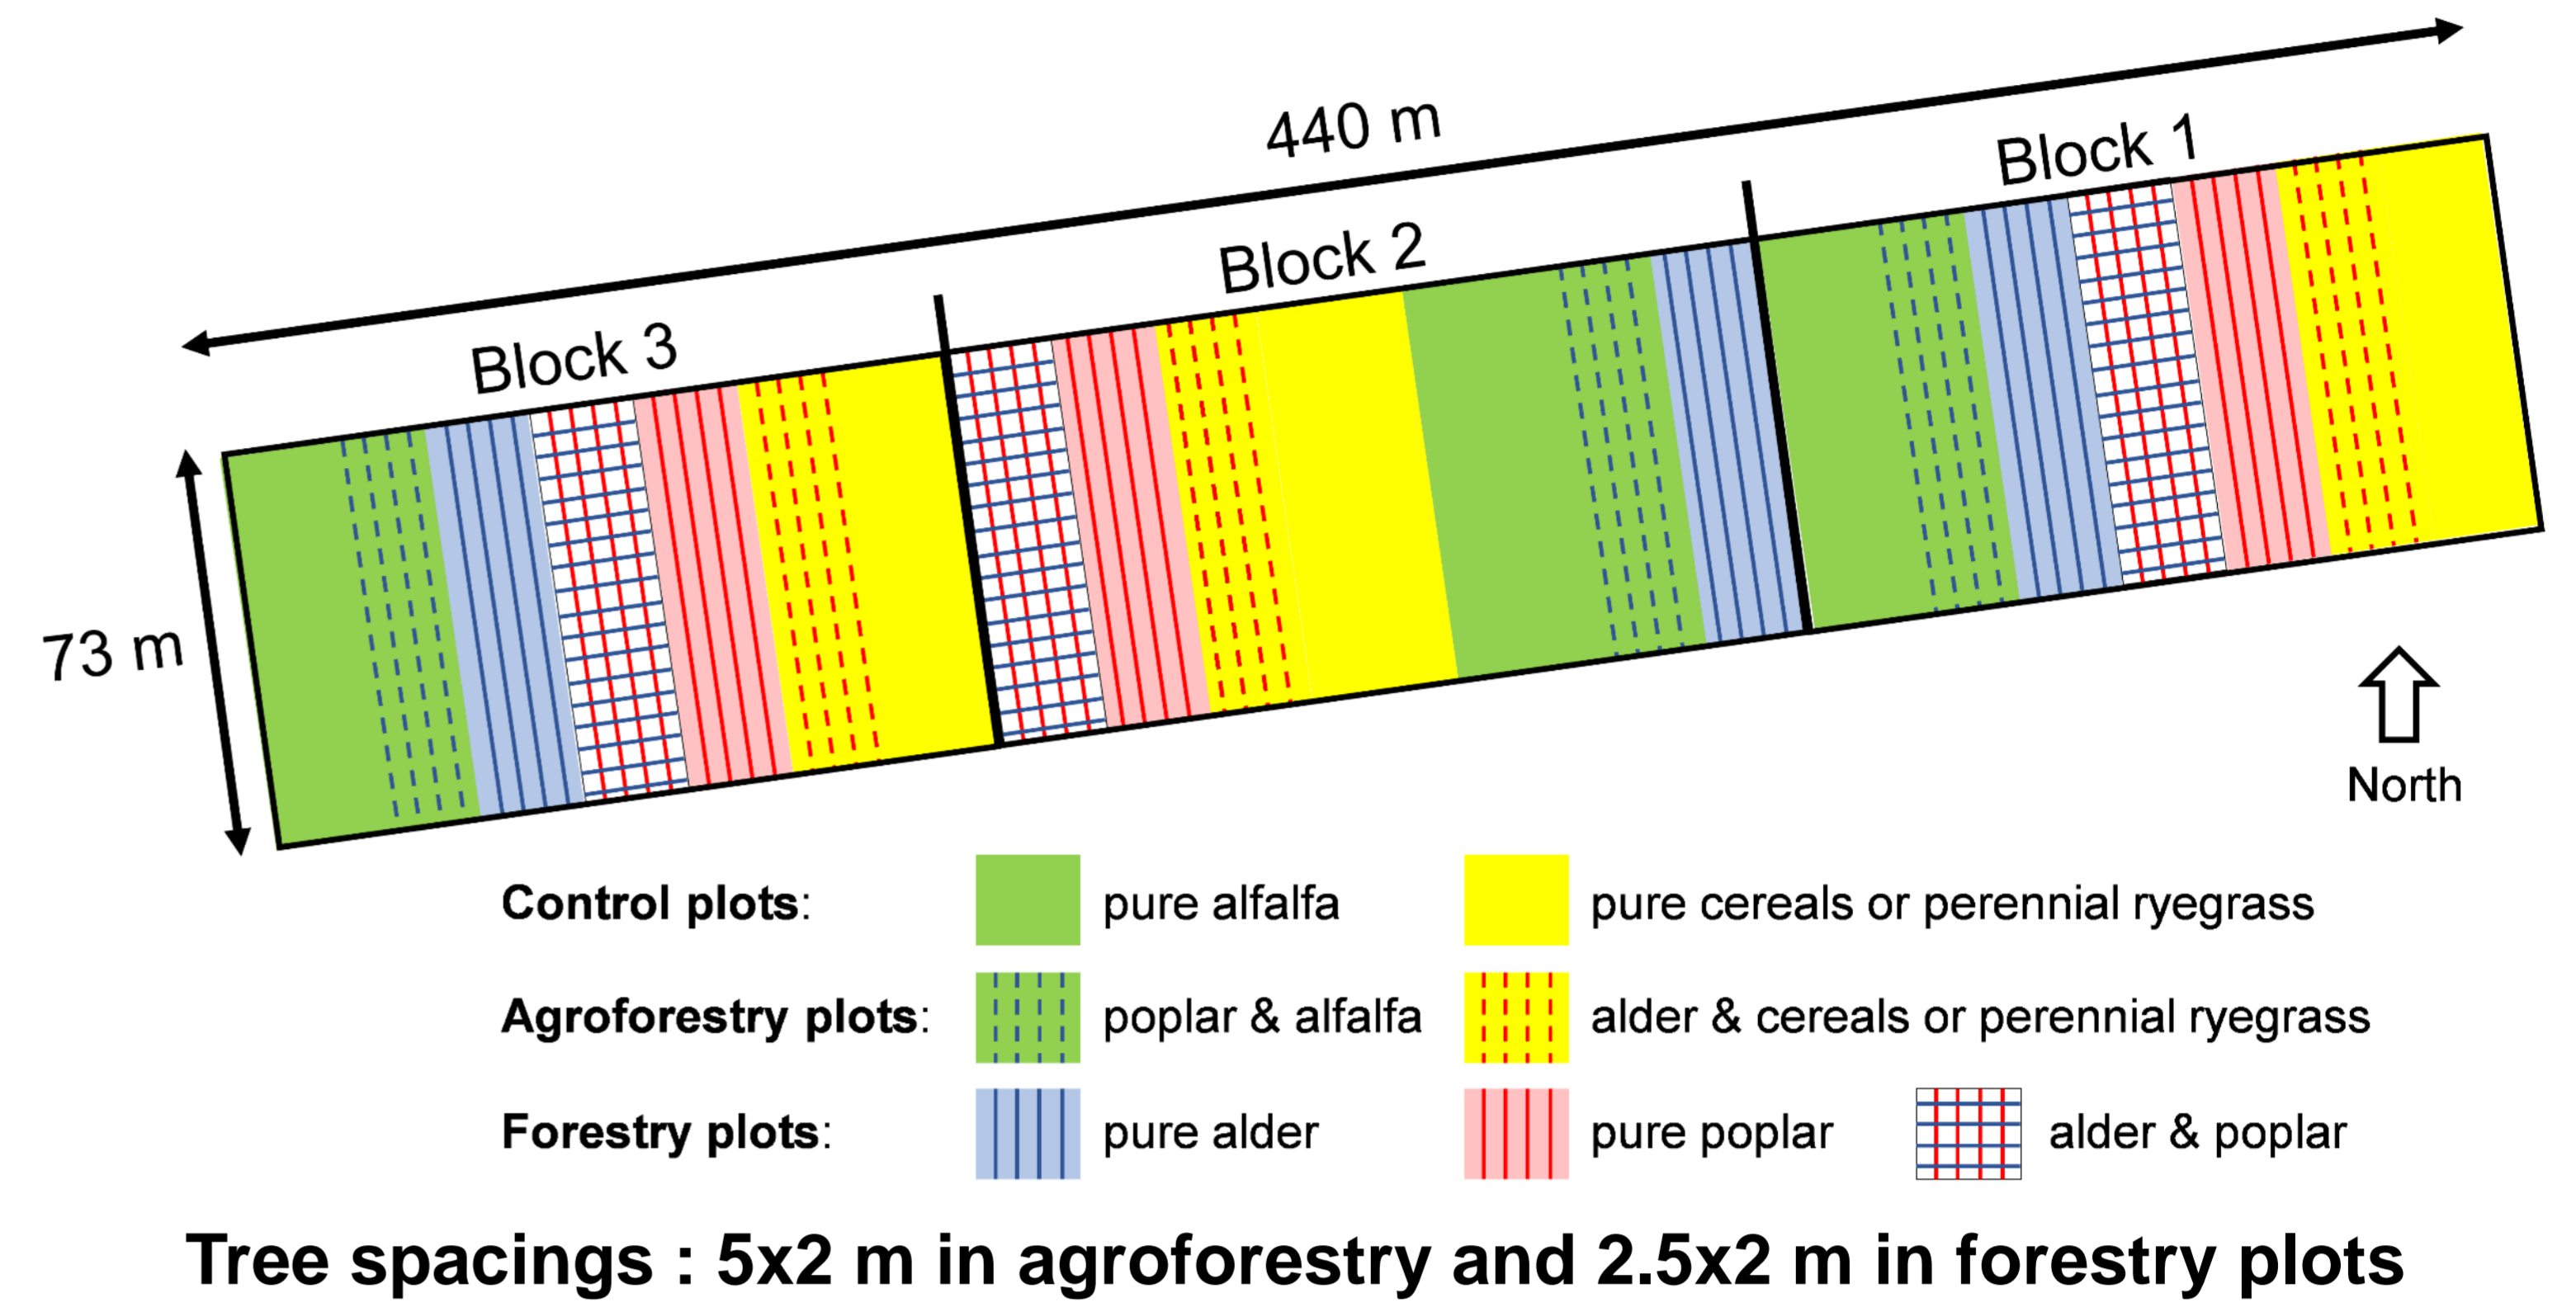 440 m
Block 1
Block 2
Block 3
73 m
North
Control plots: pure alfalfa pure cereals or perennial ryegrass
Agroforestry plots: poplar & alfalfa alder & cereals or perennial ryegrass
Forestry plots: pure alder pure poplar alder & poplar
Tree spacings : 5x2 m in agroforestry and 2.5x2 m in forestry plots